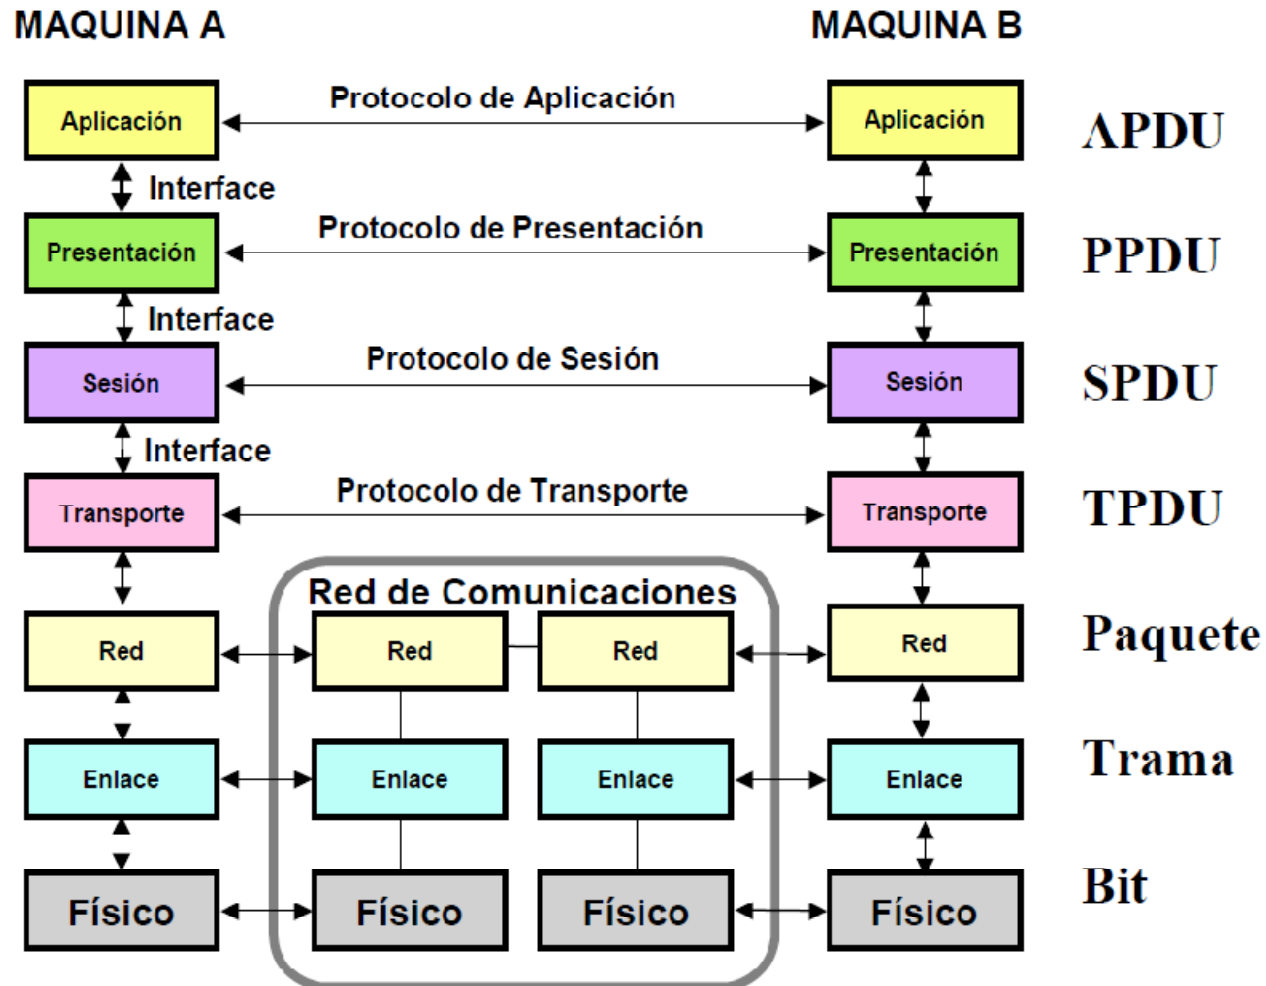 MAQUINA A
MAQUINA B
Aplicación
Protocolo de Aplicación
Aplicación
APDU
Interface
Presentación
Protocolo de Presentación
Presentación
PPDU
Interface
Sesión
Protocolo de Sesión
Sesión
SPDU
Interface
Transporte
Protocolo de Transporte
Transporte
TPDU
Red de Comunicaciones
Red
Red
Red
Red
Paquete
Enlace
Enlace
Enlace
Enlace
Trama
Físico
Físico
Físico
Físico
Bit